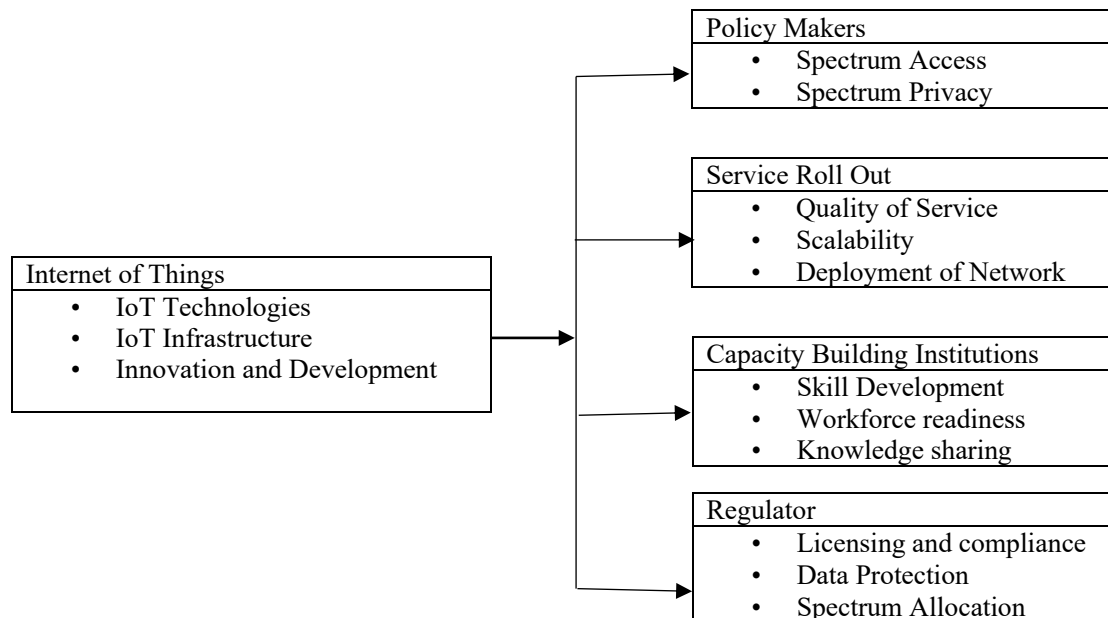 Policy Makers
• Spectrum Access
• Spectrum Privacy
Service Roll Out
• Quality of Service
• Scalability
• Deployment of Network
Internet of Things
• IoT Technologies
• IoT Infrastructure
• Innovation and Development
Capacity Building Institutions
• Skill Development
• Workforce readiness
• Knowledge sharing
Regulator
• Licensing and compliance
• Data Protection
• Spectrum Allocation